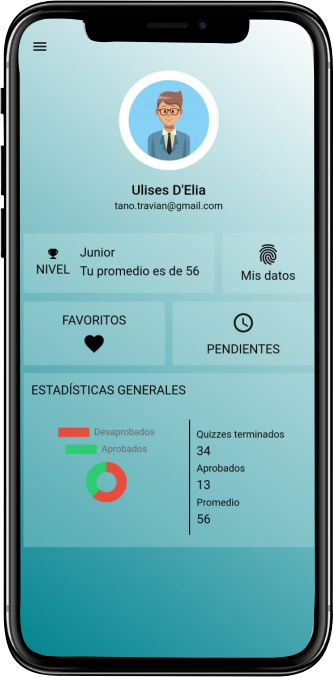 Ulises D'Elia
tano.travian@gmail.com
NIVEL
Junior
Tu promedio es de 56
Mis datos
FAVORITOS
PENDIENTES
ESTADÍSTICAS GENERALES
Desaprobados
Aprobados
Quizzes terminados
34
Aprobados
13
Promedio
56